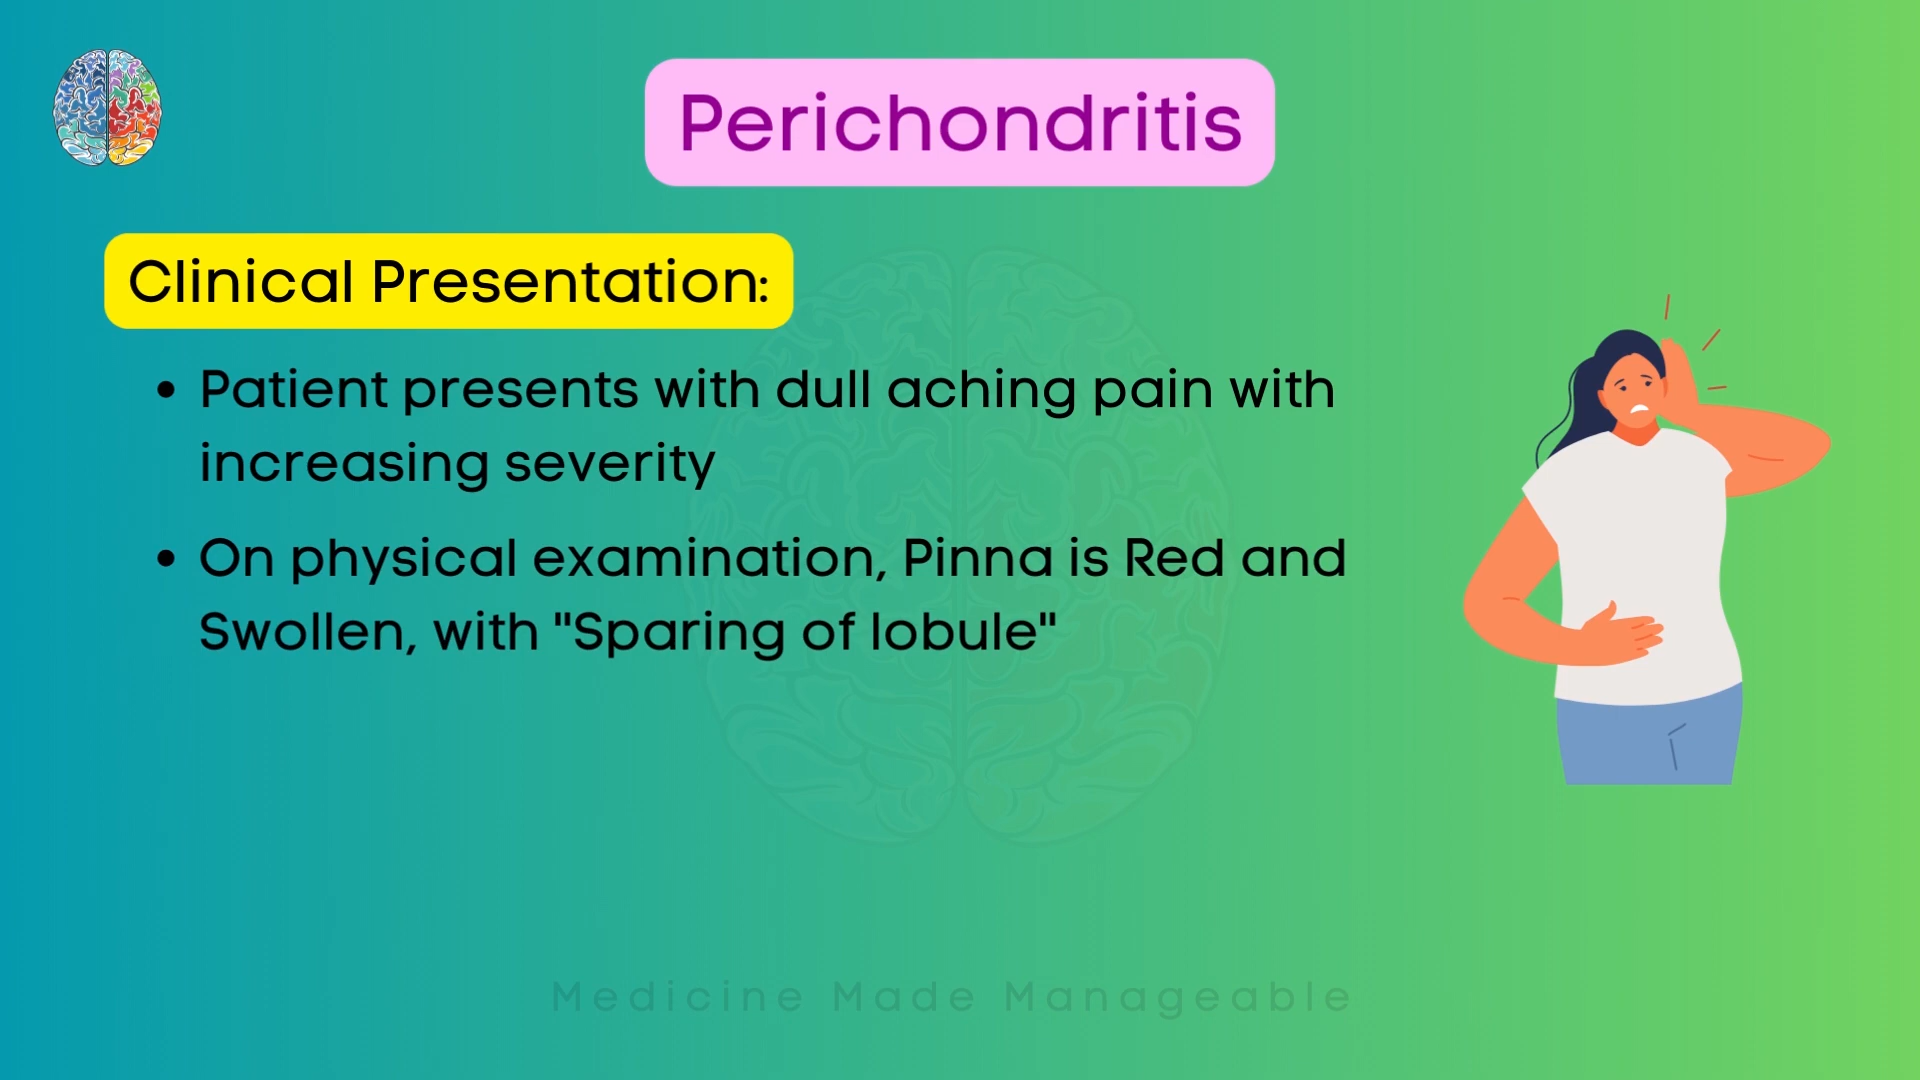 Perichondritis
Clinical Presentation:
• Patient presents with dull aching pain with
increasing severity
• On physical examination, Pinna is Red and
Swollen, with "Sparing of lobule"
Medicine Made Manageable